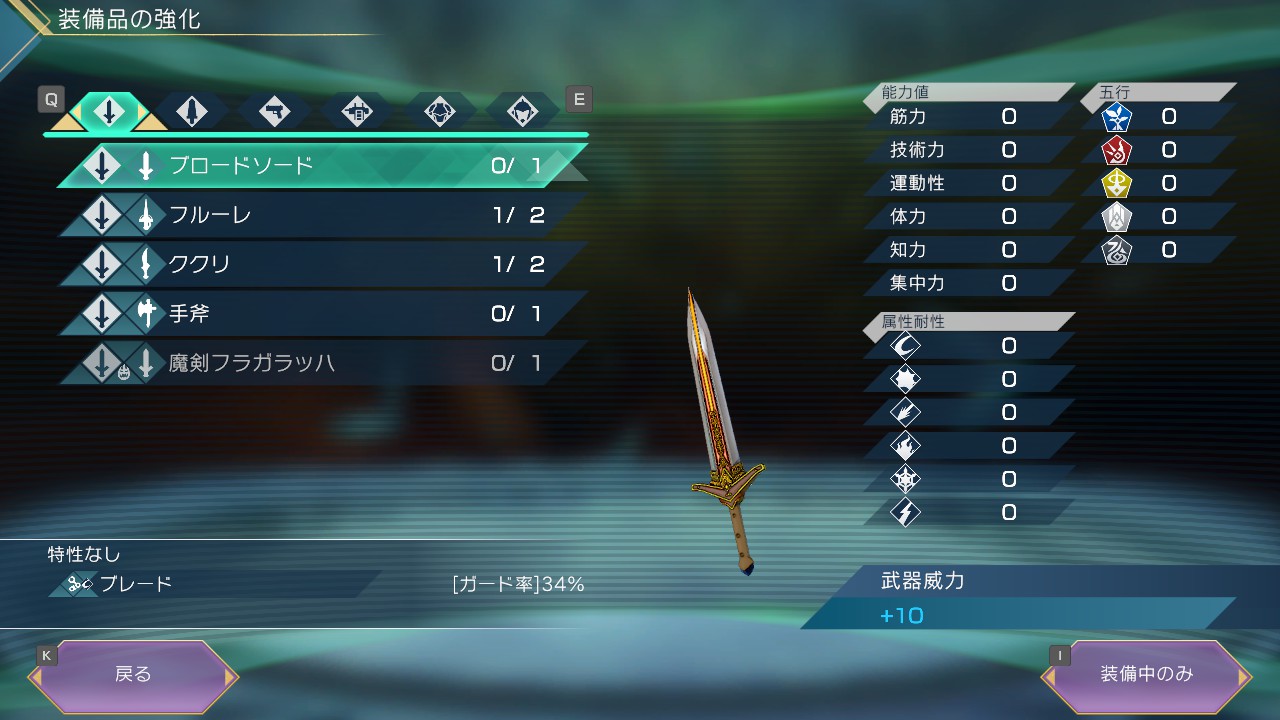 装備品の強化
Q
E
ブロードソード 0/ 1
フルーレ 1/ 2
ククリ 1/ 2
手斧 0/ 1
魔剣フラガラッハ 0/ 1
能力値
筋力 0
技術力 0
運動性 0
体力 0
知力 0
集中力 0
五行
0
0
0
0
0
属性耐性
0
0
0
0
0
0
特性なし
ブレード [ガード率]34%
武器威力
+10
K
戻る
I
装備中のみ